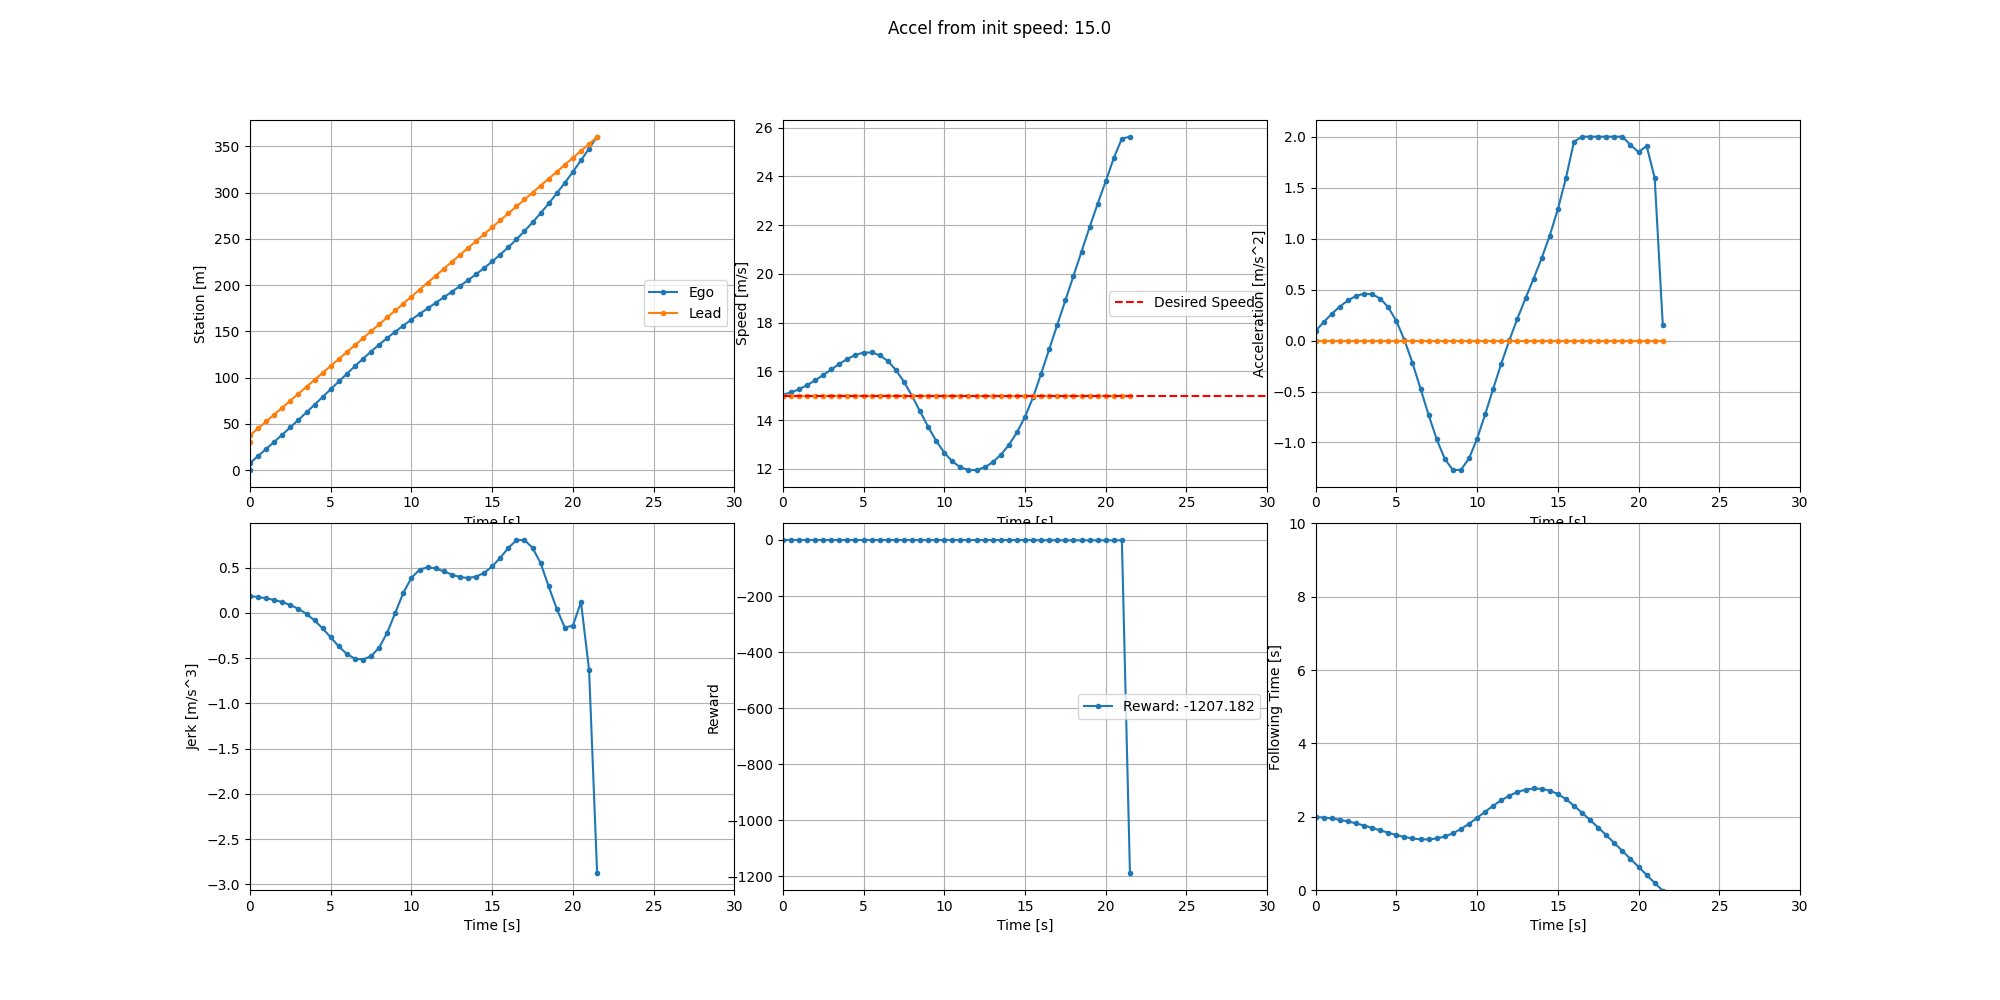 Accel from init speed: 15.0
Station [m]
350
300
250
200
150
100
50
0
0 5 10 15 20 25 30
Time [s]
Ego
Lead
Speed [m/s]
26
24
22
20
18
16
14
12
0 5 10 15 20 25 30
Time [s]
Desired Speed
Acceleration [m/s^2]
2.0
1.5
1.0
0.5
0.0
−0.5
−1.0
0 5 10 15 20 25 30
Time [s]
Jerk [m/s^3]
0.5
0.0
−0.5
−1.0
−1.5
−2.0
−2.5
−3.0
0 5 10 15 20 25 30
Time [s]
Reward
0
−200
−400
−600
−800
−1000
−1200
0 5 10 15 20 25 30
Time [s]
Reward: -1207.182
Following Time [s]
10
8
6
4
2
0
0 5 10 15 20 25 30
Time [s]